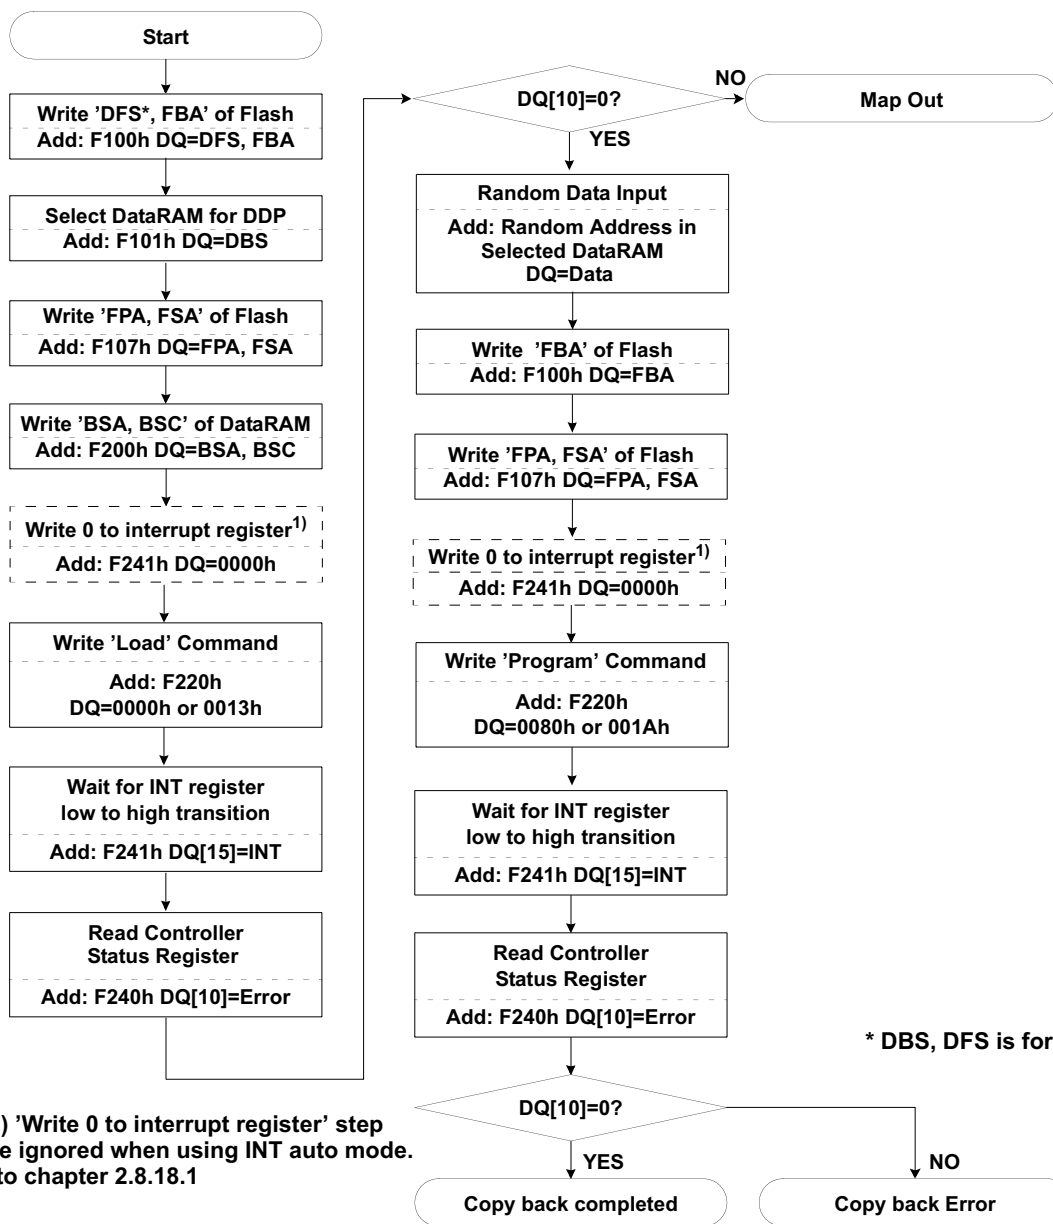 Start
Write 'DFS*, FBA' of Flash
Add: F100h DQ=DFS, FBA
Select DataRAM for DDP
Add: F101h DQ=DBS
Write 'FPA, FSA' of Flash
Add: F107h DQ=FPA, FSA
Write 'BSA, BSC' of DataRAM
Add: F200h DQ=BSA, BSC
Write 0 to interrupt register1)
Add: F241h DQ=0000h
Write 'Load' Command
Add: F220h
DQ=0000h or 0013h
Wait for INT register
low to high transition
Add: F241h DQ[15]=INT
Read Controller
Status Register
Add: F240h DQ[10]=Error
DQ[10]=0?
NO
Map Out
YES
Random Data Input
Add: Random Address in
Selected DataRAM
DQ=Data
Write 'FBA' of Flash
Add: F100h DQ=FBA
Write 'FPA, FSA' of Flash
Add: F107h DQ=FPA, FSA
Write 0 to interrupt register1)
Add: F241h DQ=0000h
Write 'Program' Command
Add: F220h
DQ=0080h or 001Ah
Wait for INT register
low to high transition
Add: F241h DQ[15]=INT
Read Controller
Status Register
Add: F240h DQ[10]=Error
DQ[10]=0?
YES
Copy back completed
NO
Copy back Error
* DBS, DFS is for
) 'Write 0 to interrupt register' step
e ignored when using INT auto mode.
to chapter 2.8.18.1